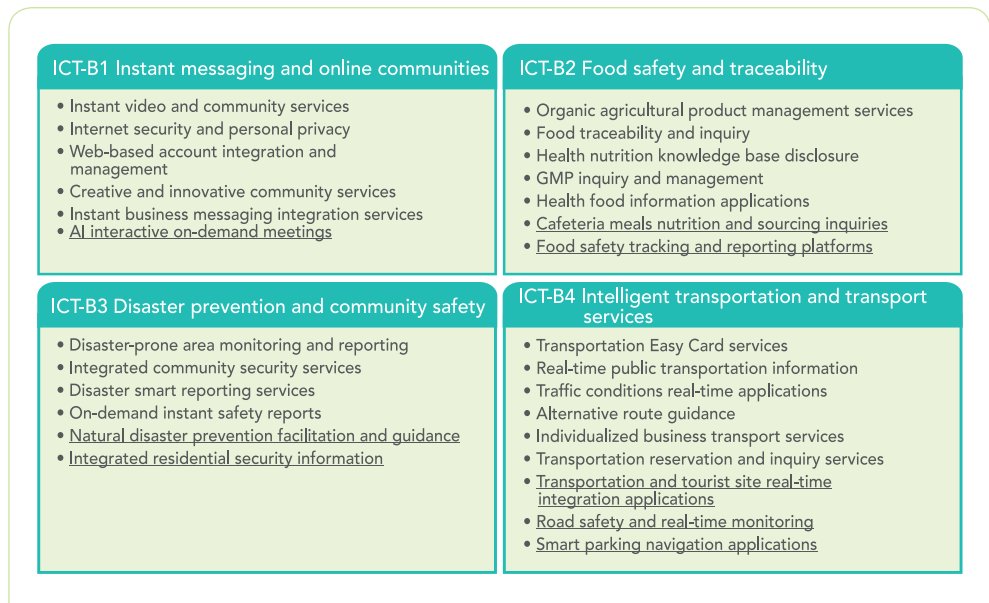 ICT-B1 Instant messaging and online communities
• Instant video and community services
• Internet security and personal privacy
• Web-based account integration and
management
• Creative and innovative community services
• Instant business messaging integration services
• AI interactive on-demand meetings
ICT-B2 Food safety and traceability
• Organic agricultural product management services
• Food traceability and inquiry
• Health nutrition knowledge base disclosure
• GMP inquiry and management
• Health food information applications
• Cafeteria meals nutrition and sourcing inquiries
• Food safety tracking and reporting platforms
ICT-B3 Disaster prevention and community safety
• Disaster-prone area monitoring and reporting
• Integrated community security services
• Disaster smart reporting services
• On-demand instant safety reports
• Natural disaster prevention facilitation and guidance
• Integrated residential security information
ICT-B4 Intelligent transportation and transport
services
• Transportation Easy Card services
• Real-time public transportation information
• Traffic conditions real-time applications
• Alternative route guidance
• Individualized business transport services
• Transportation reservation and inquiry services
• Transportation and tourist site real-time
integration applications
• Road safety and real-time monitoring
• Smart parking navigation applications